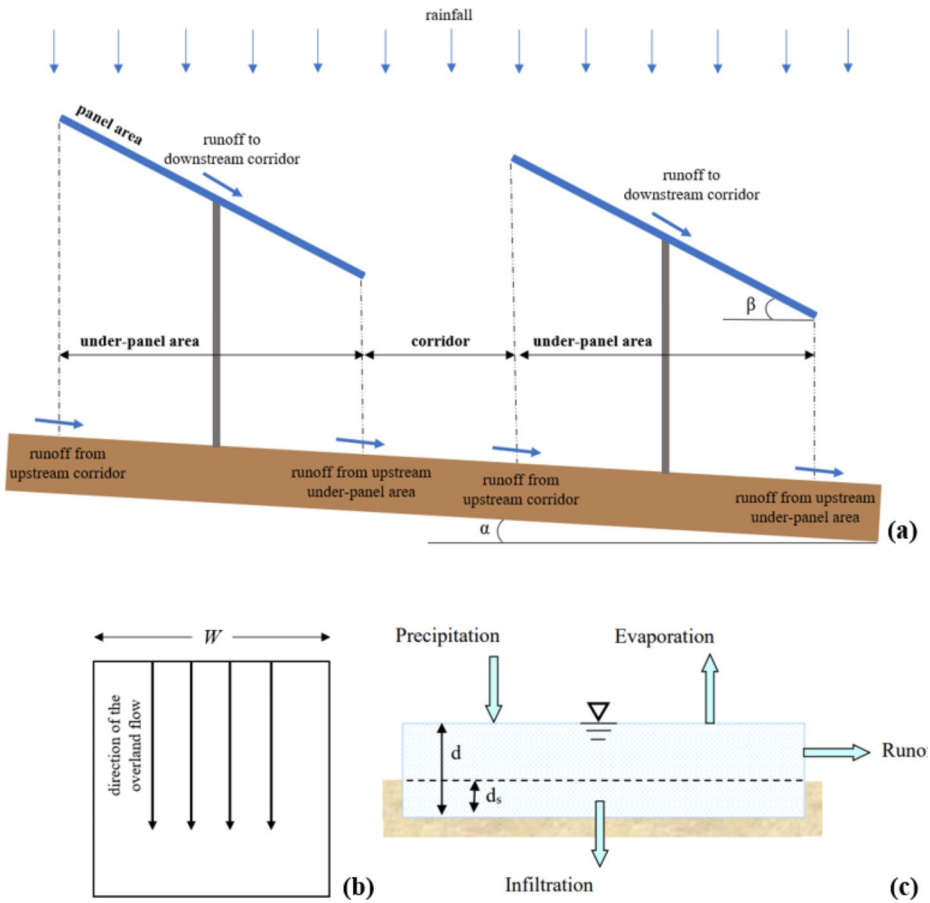 rainfall
panel area
runoff to
downstream corridor
runoff to
downstream corridor
β
under-panel area
corridor
under-panel area
runoff from
upstream corridor
runoff from upstream
under-panel area
runoff from
upstream corridor
runoff from upstream
under-panel area
α
(a)
W
direction of the
overland flow
(b)
Precipitation
Evaporation
d
Runof
ds
Infiltration
(c)